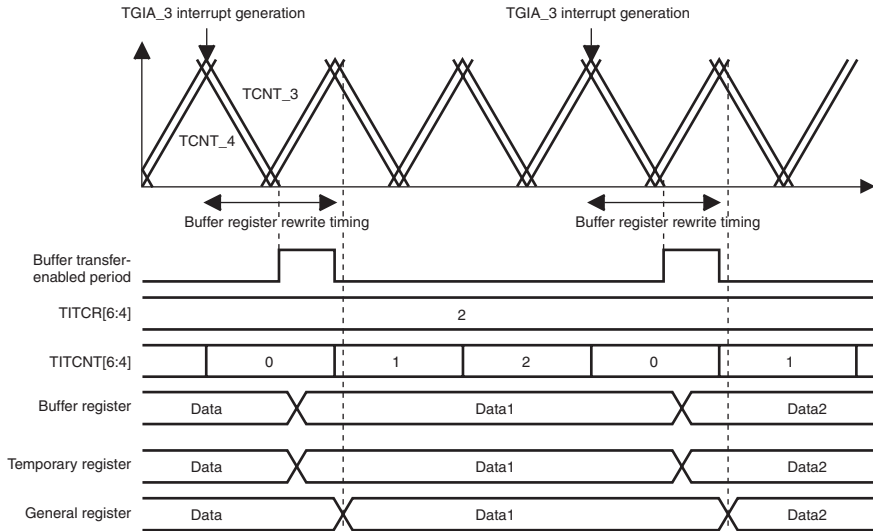 TGIA_3 interrupt generation
TGIA_3 interrupt generation
TCNT_3
TCNT_4
Buffer register rewrite timing
Buffer register rewrite timing
Buffer transfer-
enabled period
TITCR[6:4]
2
TITCNT[6:4]
0
1
2
0
1
Buffer register
Data
Data1
Data2
Temporary register
Data
Data1
Data2
General register
Data
Data1
Data2